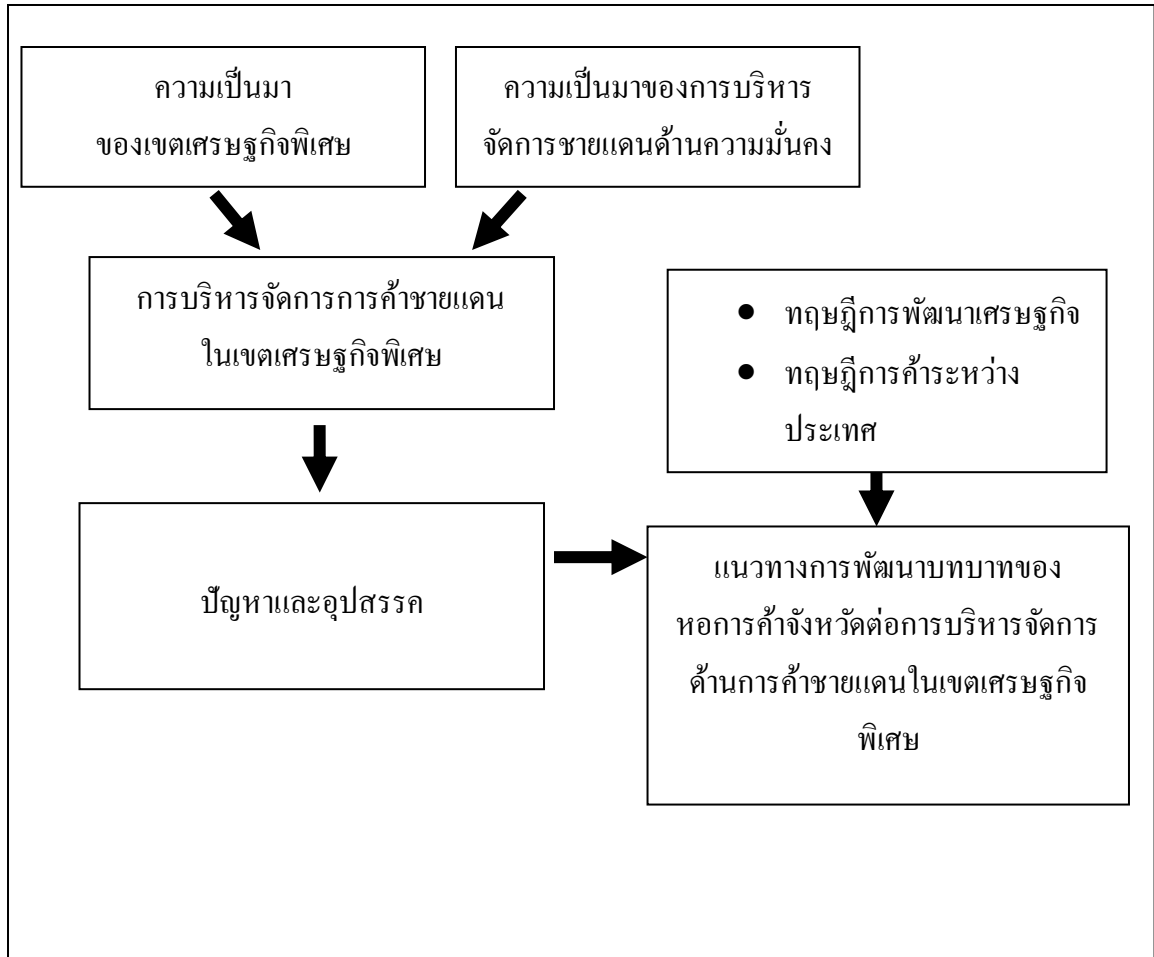 ความเป็นมา
ของเขตเศรษฐกิจพิเศษ
ความเป็นมาของการบริหาร
จัดการชายแดนด้านความมั่นคง
การบริหารจัดการการค้าชายแดน
ในเขตเศรษฐกิจพิเศษ
● ทฤษฎีการพัฒนาเศรษฐกิจ
● ทฤษฎีการค้าระหว่าง
ประเทศ
ปัญหาและอุปสรรค
แนวทางการพัฒนาบทบาทของ
หอการค้าจังหวัดต่อการบริหารจัดการ
ด้านการค้าชายแดนในเขตเศรษฐกิจ
พิเศษ